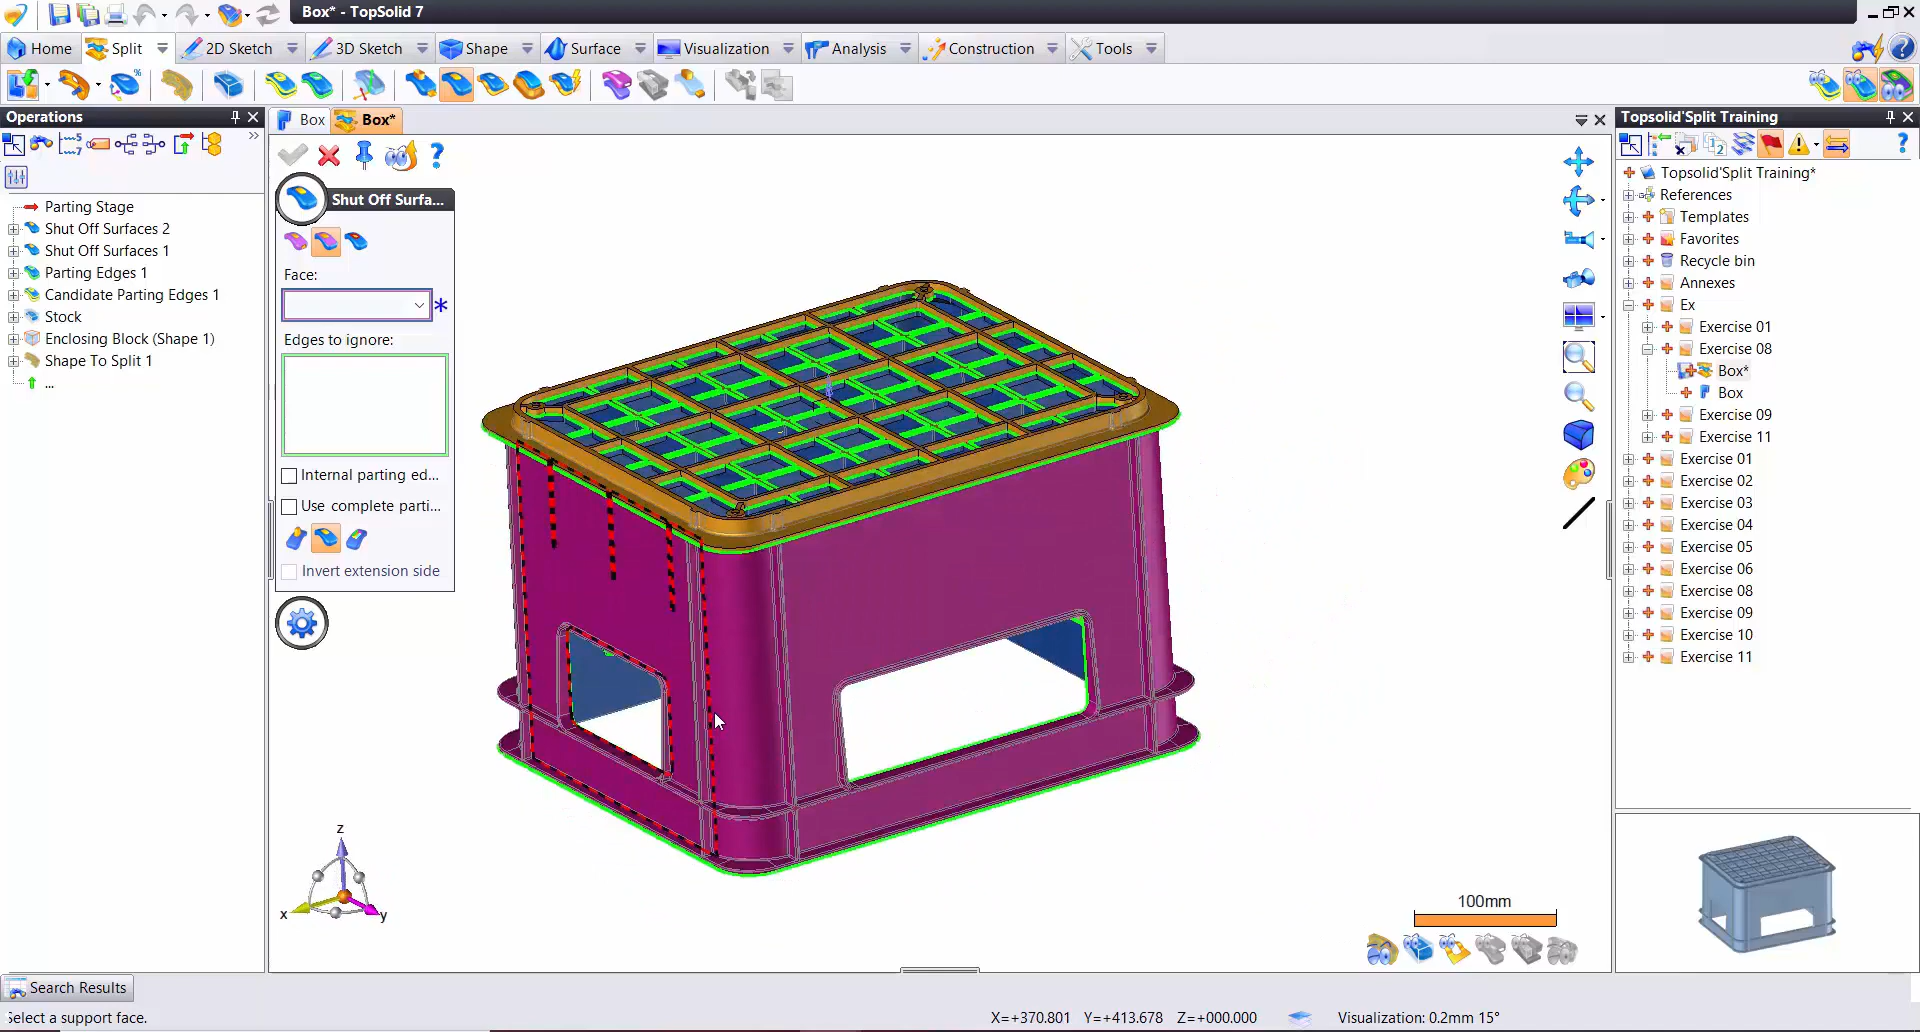 Box* - TopSolid 7
Home
Split
2D Sketch
3D Sketch
Shape
Surface
Visualization
Analysis
Construction
Tools
Operations
Parting Stage
Shut Off Surfaces 2
Shut Off Surfaces 1
Parting Edges 1
Candidate Parting Edges 1
Stock
Enclosing Block (Shape 1)
Shape To Split 1
...
Box
Box*
Shut Off Surfa...
Face:
Edges to ignore:
Internal parting ed...
Use complete parti...
Invert extension side
z
x
y
100mm
Topsolid'Split Training
Topsolid'Split Training*
References
Templates
Favorites
Recycle bin
Annexes
Ex
Exercise 01
Exercise 08
Box*
Box
Exercise 09
Exercise 11
Exercise 01
Exercise 02
Exercise 03
Exercise 04
Exercise 05
Exercise 06
Exercise 08
Exercise 09
Exercise 10
Exercise 11
Search Results
Select a support face.
X=+370.801 Y=+413.678 Z=+000.000
Visualization: 0.2mm 15°